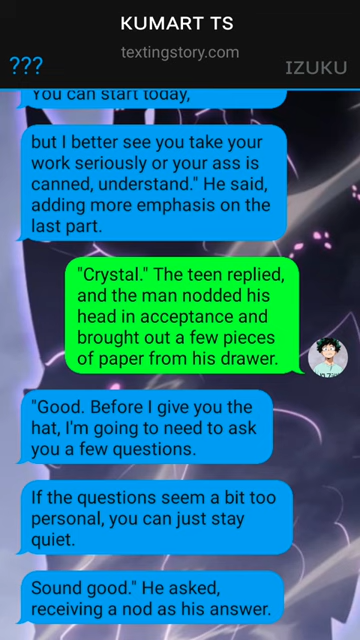 KUMART TS
textingstory.com
???
IZUKU
You can start today,
but I better see you take your
work seriously or your ass is
canned, understand." He said,
adding more emphasis on the
last part.
"Crystal." The teen replied,
and the man nodded his
head in acceptance and
brought out a few pieces
of paper from his drawer.
"Good. Before I give you the
hat, I'm going to need to ask
you a few questions.
If the questions seem a bit too
personal, you can just stay
quiet.
Sound good." He asked,
receiving a nod as his answer.